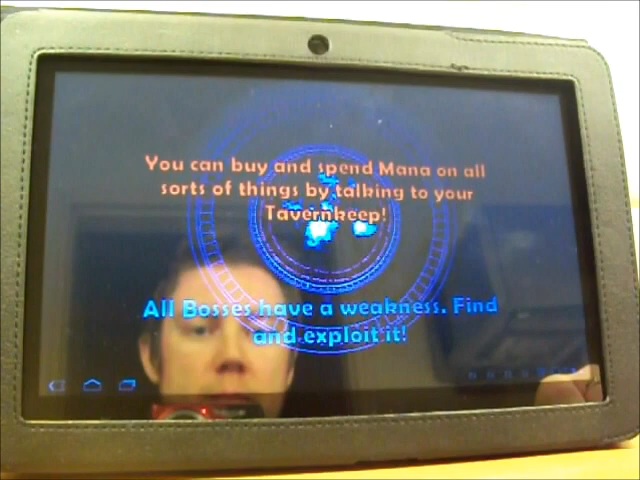 You can buy and spend Mana on all
sorts of things by talking to your
Tavernkeep!
All Bosses have a weakness. Find
and exploit it!